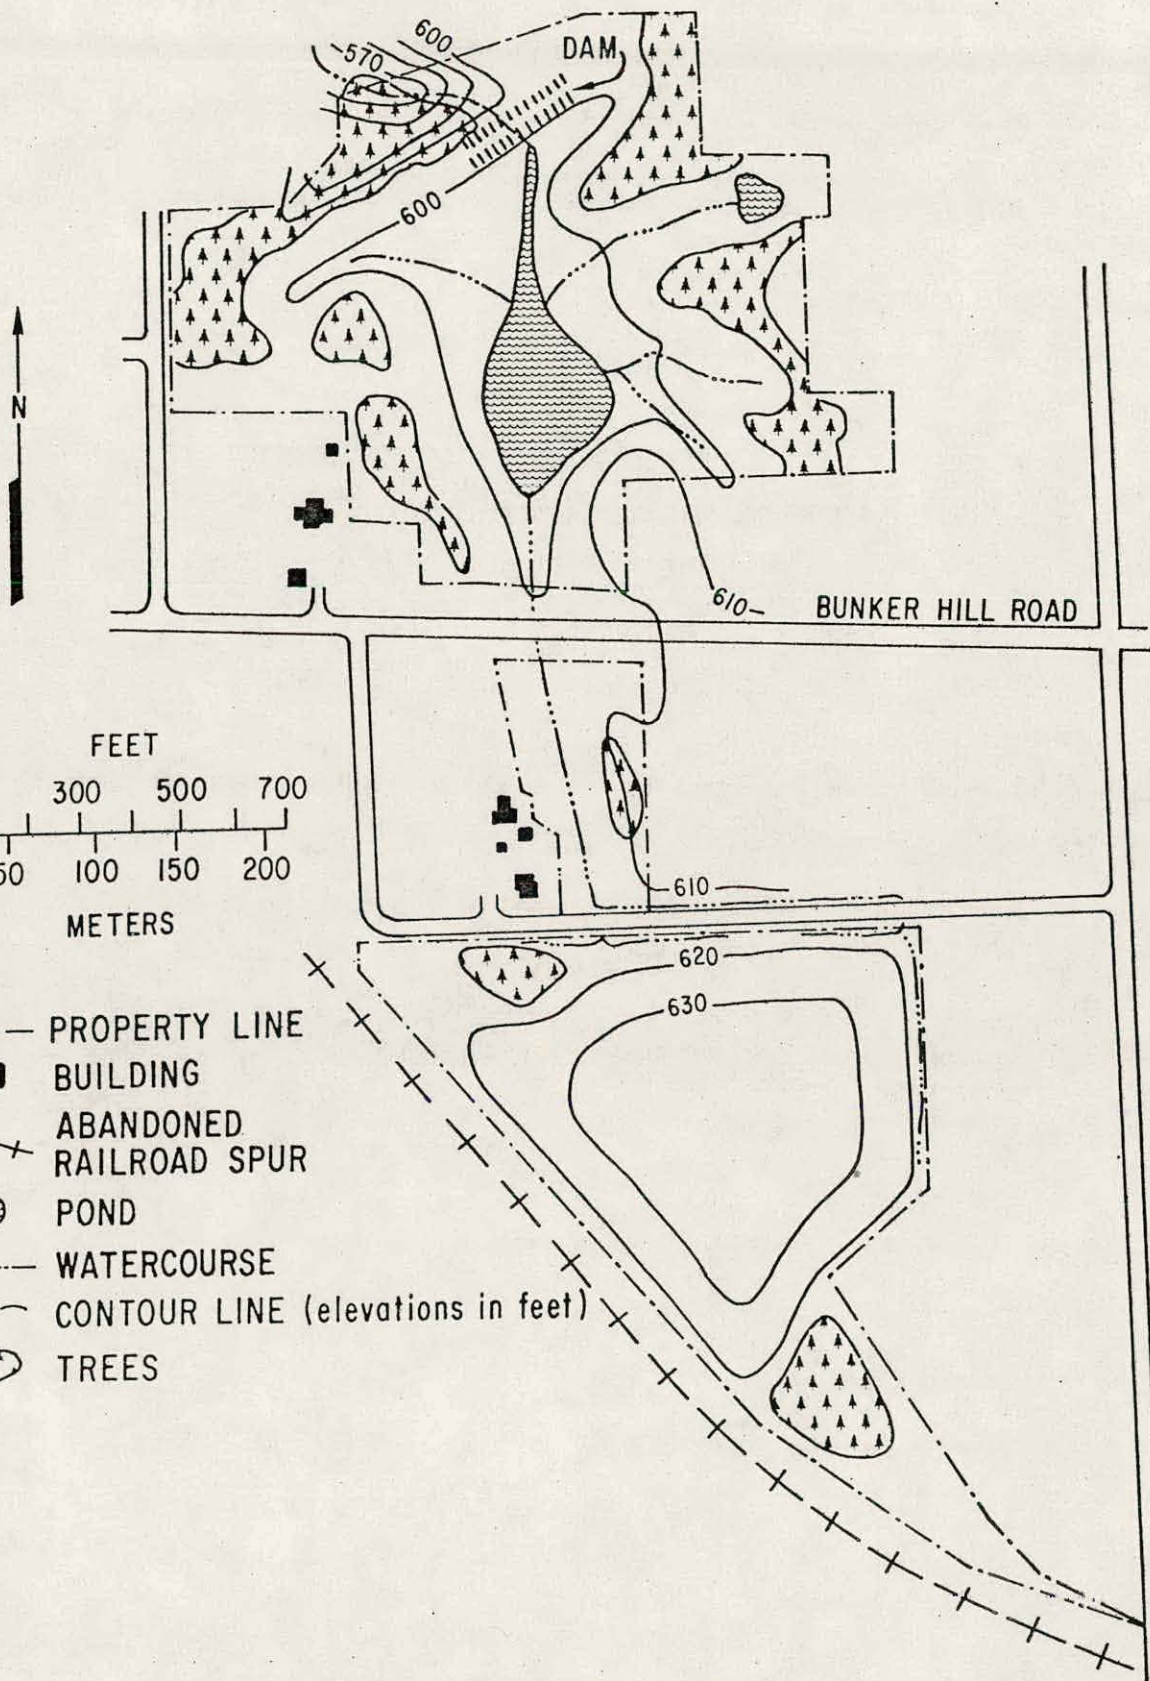 600
570
DAM
600
N
610
BUNKER HILL ROAD
FEET
300 500 700
50 100 150 200
METERS
610
620
630
PROPERTY LINE
BUILDING
ABANDONED
RAILROAD SPUR
POND
WATERCOURSE
CONTOUR LINE (elevations in feet)
TREES